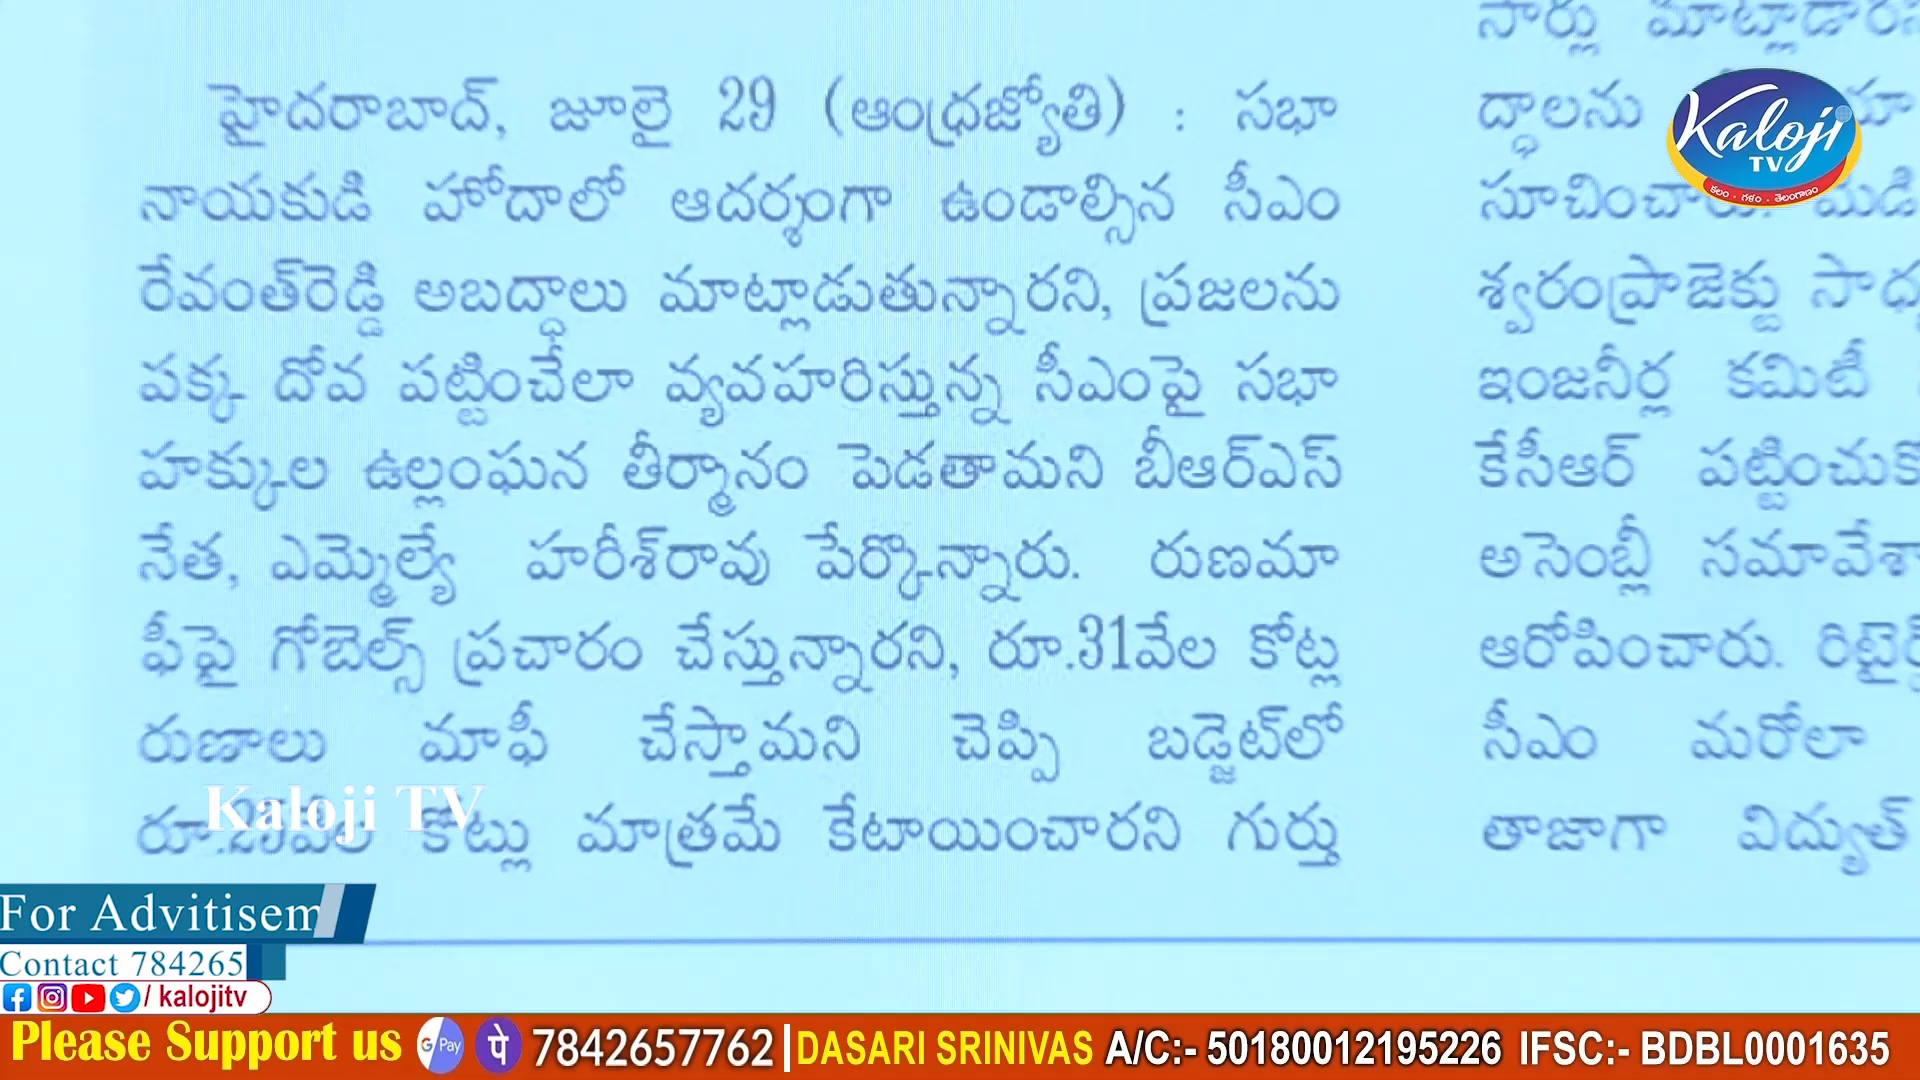 హైదరాబాద్, జూలై 29 (ఆంధ్రజ్యోతి) : సభా
నాయకుడి హోదాలో ఆదర్శంగా ఉండాల్సిన సీఎం
రేవంత్‌రెడ్డి అబద్ధాలు మాట్లాడుతున్నారని, ప్రజలను
పక్క దోవ పట్టించేలా వ్యవహరిస్తున్న సీఎంపై సభా
హక్కుల ఉల్లంఘన తీర్మానం పెడతామని బీఆర్ఎస్
నేత, ఎమ్మెల్యే హరీశ్‌రావు పేర్కొన్నారు. రుణమా
ఫీపై గోబెల్స్ ప్రచారం చేస్తున్నారని, రూ.31వేల కోట్ల
రుణాలు మాఫీ చేస్తామని చెప్పి బడ్జెట్‌లో
కోట్లు మాత్రమే కేటాయించారని గుర్తు
ద్ధాలను
సూచించారు.
శ్వరంప్రాజెక్టు
ఇంజనీర్ల కమిటీ
కేసీఆర్ పట్టించుకో
అసెంబ్లీ సమావేశా
ఆరోపించారు.
సీఎం మరోలా
తాజాగా విద్యుత్
Kaloji
TV
కలం - గళం - తెలంగాణం
Kaloji TV
For Advitisem
Contact 784265
/ kalojitv
Please Support us G Pay పే 7842657762 | DASARI SRINIVAS A/C:- 50180012195226 IFSC:- BDBL0001635